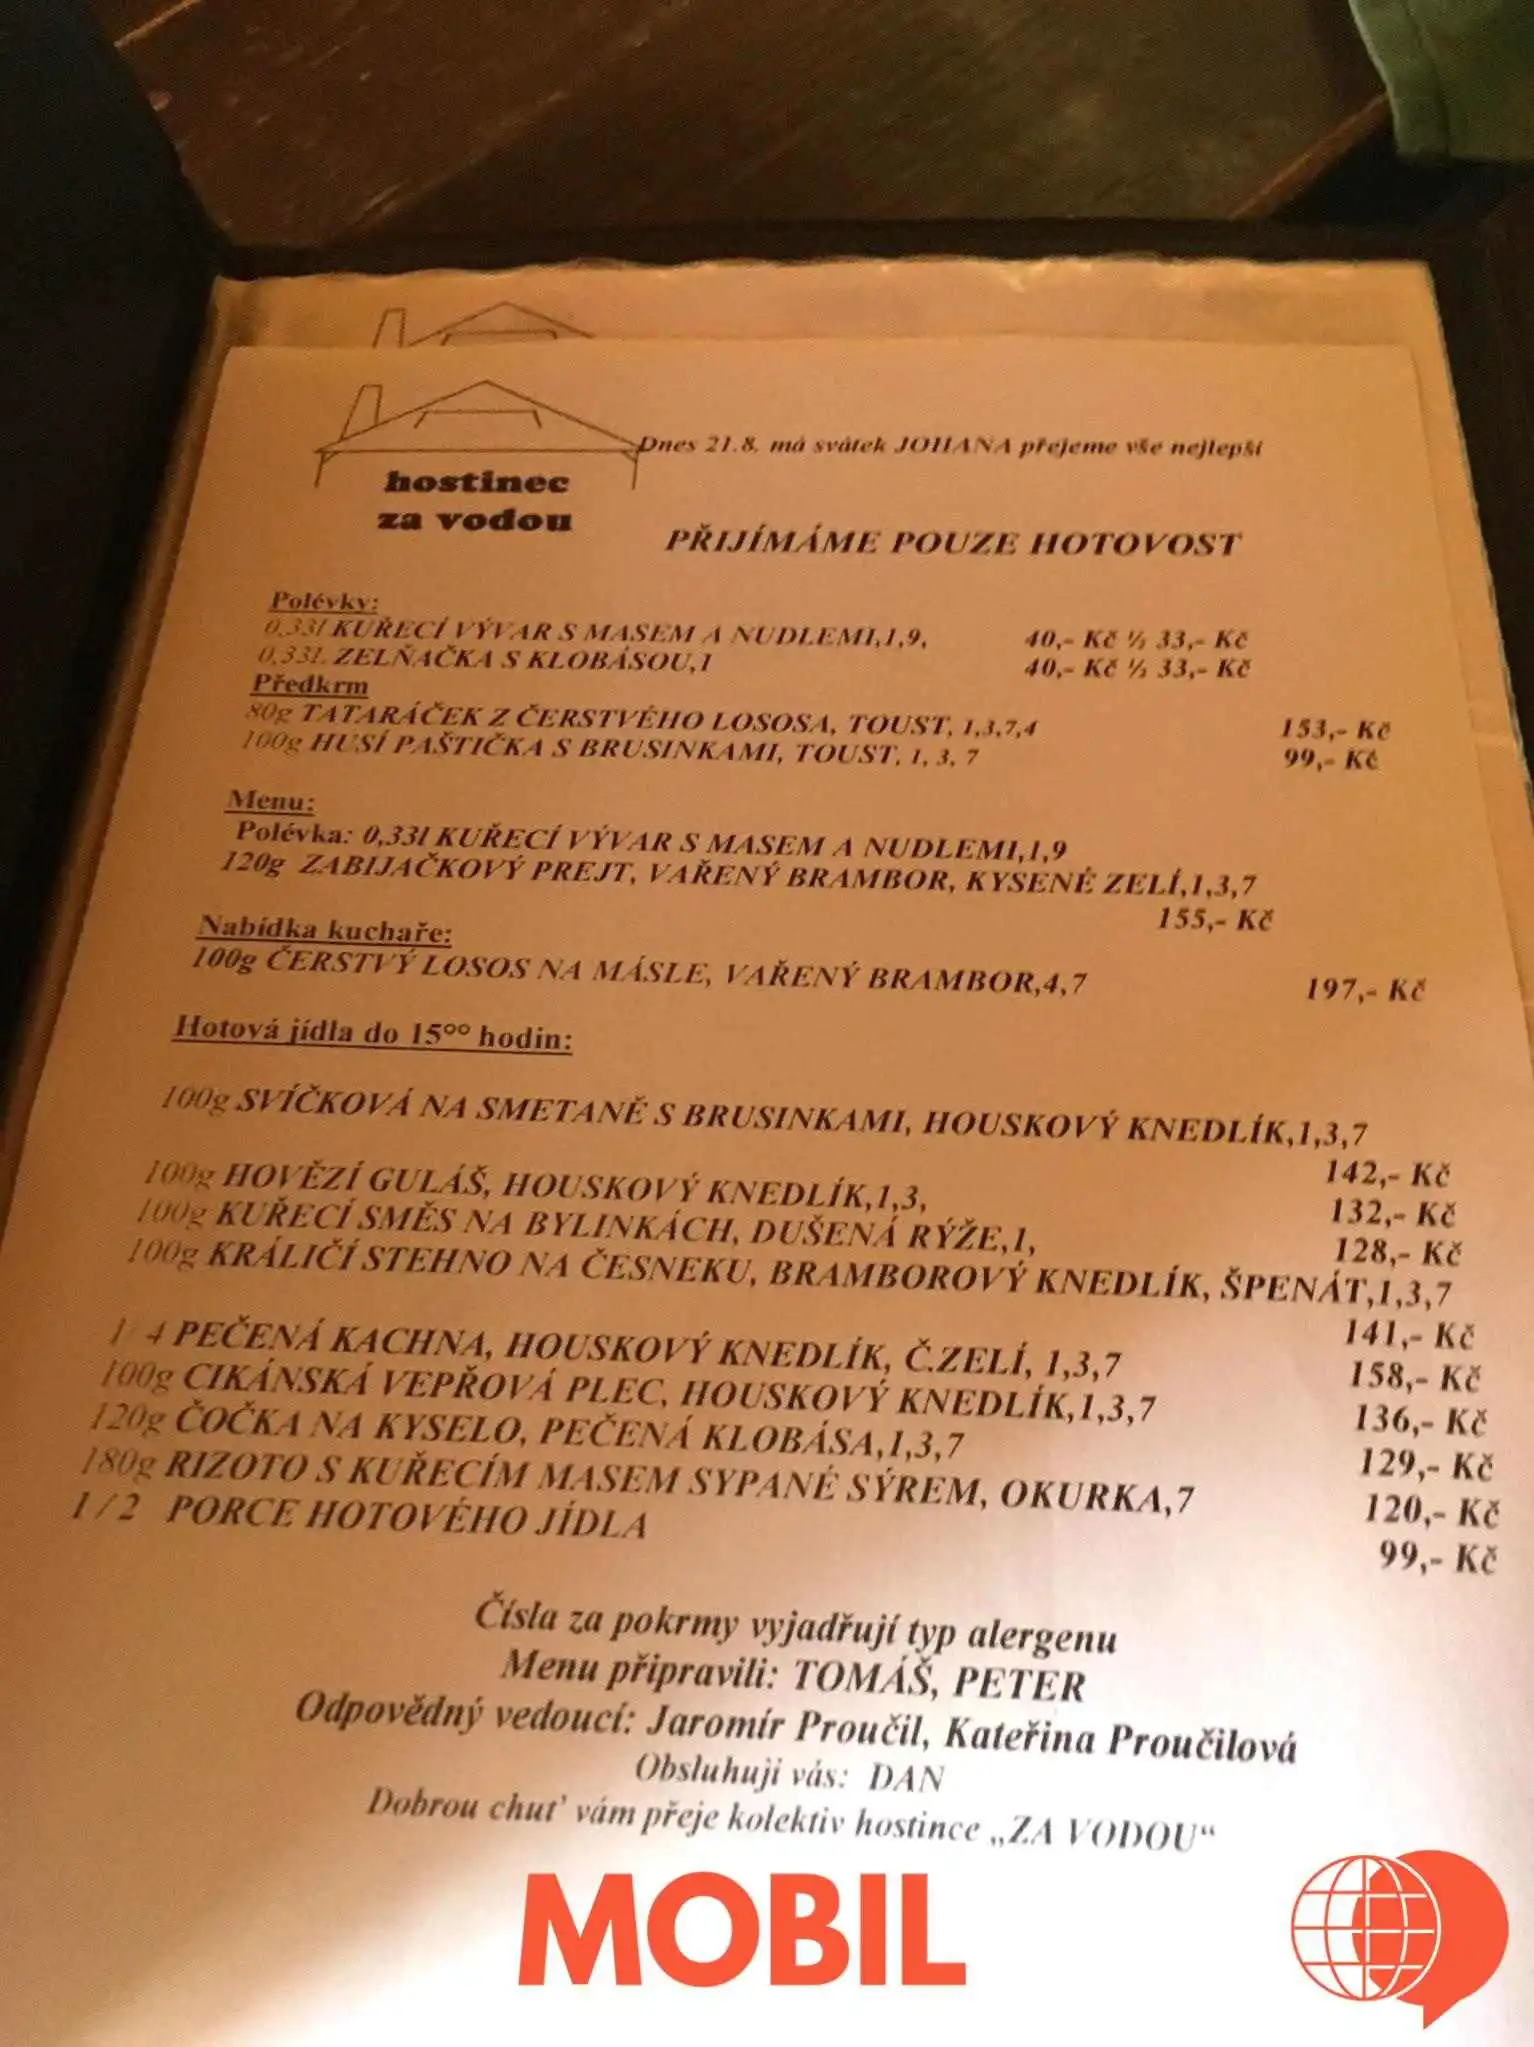 Dnes 21.8. má svátek JOHANA přejeme vše nejlepší
hostinec
za vodou
PŘIJÍMÁME POUZE HOTOVOST
Polévky:
0,33l KUŘECÍ VÝVAR S MASEM A NUDLEMI,1,9, 40,- Kč ½ 33,- Kč
0,33L ZELŇAČKA S KLOBÁSOU,1 40,- Kč ½ 33,- Kč
Předkrm
80g TATARÁČEK Z ČERSTVÉHO LOSOSA, TOUST, 1,3,7,4 153,- Kč
100g HUSÍ PAŠTIČKA S BRUSINKAMI, TOUST, 1, 3, 7 99,- Kč
Menu:
Polévka: 0,33l KUŘECÍ VÝVAR S MASEM A NUDLEMI,1,9
120g ZABIJAČKOVÝ PREJT, VAŘENÝ BRAMBOR, KYSENÉ ZELÍ,1,3,7
155,- Kč
Nabídka kuchaře:
100g ČERSTVÝ LOSOS NA MÁSLE, VAŘENÝ BRAMBOR,4,7 197,- Kč
Hotová jídla do 15°° hodin:
100g SVÍČKOVÁ NA SMETANĚ S BRUSINKAMI, HOUSKOVÝ KNEDLÍK,1,3,7
142,- Kč
100g HOVĚZÍ GULÁŠ, HOUSKOVÝ KNEDLÍK,1,3, 132,- Kč
100g KUŘECÍ SMĚS NA BYLINKÁCH, DUŠENÁ RÝŽE,1, 128,- Kč
100g KRÁLIČÍ STEHNO NA ČESNEKU, BRAMBOROVÝ KNEDLÍK, ŠPENÁT,1,3,7
141,- Kč
1/4 PEČENÁ KACHNA, HOUSKOVÝ KNEDLÍK, Č.ZELÍ, 1,3,7 158,- Kč
100g CIKÁNSKÁ VEPŘOVÁ PLEC, HOUSKOVÝ KNEDLÍK,1,3,7 136,- Kč
120g ČOČKA NA KYSELO, PEČENÁ KLOBÁSA,1,3,7 129,- Kč
180g RIZOTO S KUŘECÍM MASEM SYPANÉ SÝREM, OKURKA,7 120,- Kč
1/2 PORCE HOTOVÉHO JÍDLA 99,- Kč
Čísla za pokrmy vyjadřují typ alergenu
Menu připravili: TOMÁŠ, PETER
Odpovědný vedoucí: Jaromír Proučil, Kateřina Proučilová
Obsluhuji vás: DAN
Dobrou chuť vám přeje kolektiv hostince „ZA VODOU“
MOBIL